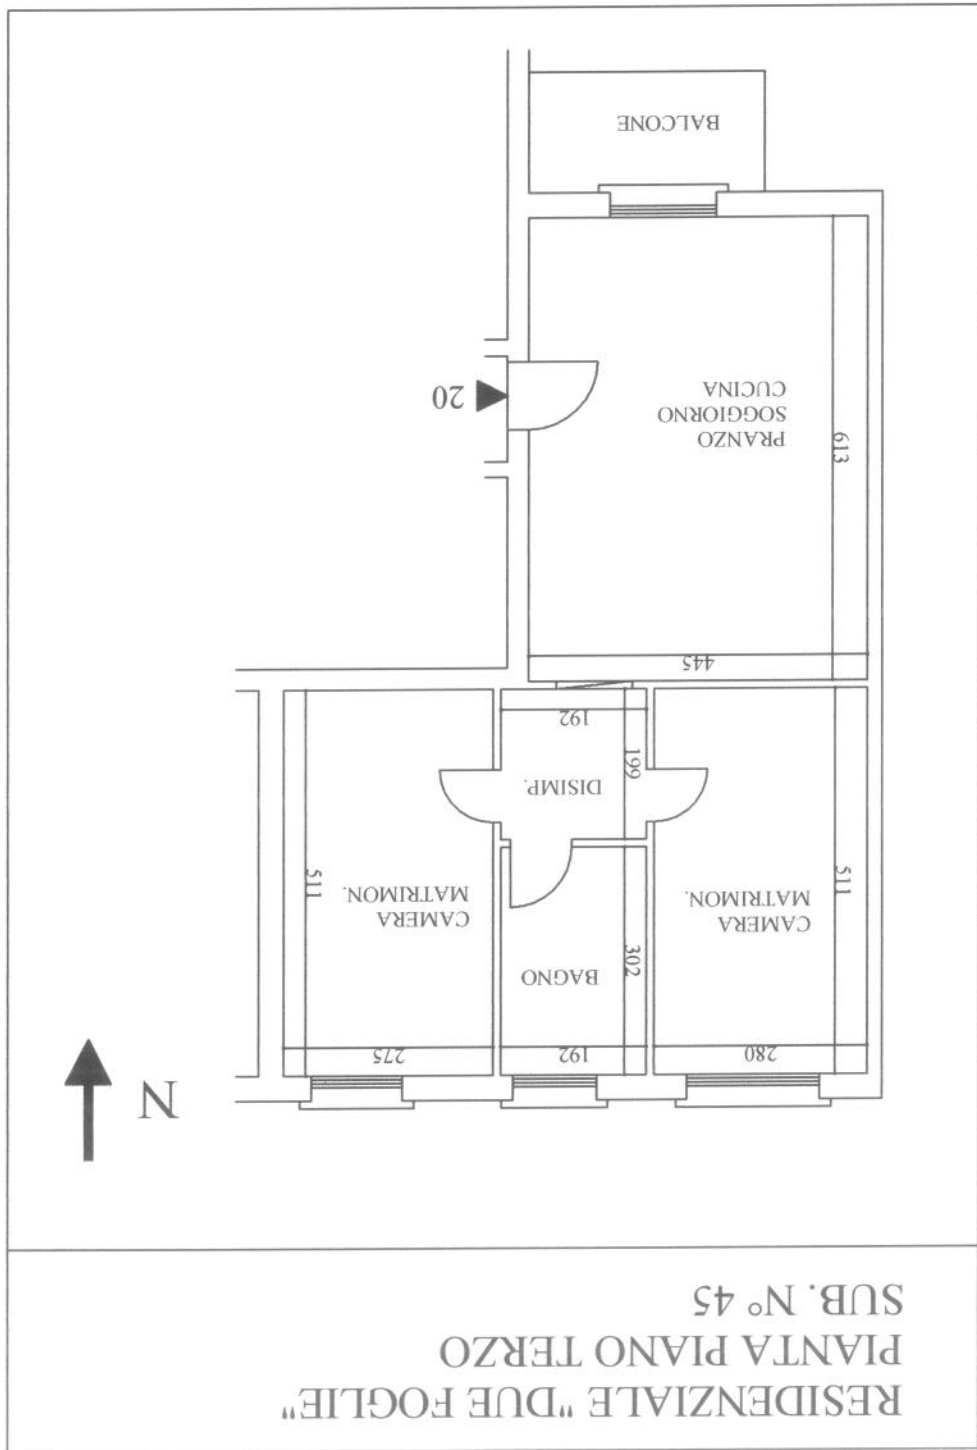 RESIDENZIALE "DUE FOGLIE"
PIANTA PIANO TERZO
SUB. N° 45
N
280
192
275
302
BAGNO
511
CAMERA
MATRIMON.
CAMERA
MATRIMON.
511
199
DISIMP.
192
445
613
PRANZO
SOGGIORNO
CUCINA
20
BALCONE